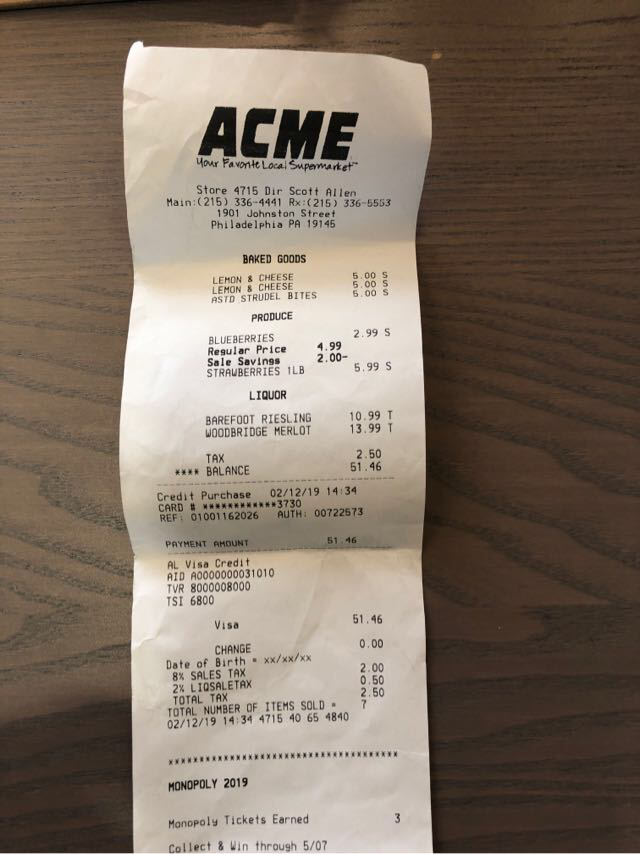 ACME
Your Favorite Local Supermarket™
Store 4715 Dir Scott Allen
Main:(215) 336-4441 Rx:(215) 336-5553
1901 Johnston Street
Philadelphia PA 19145
BAKED GOODS
LEMON & CHEESE 5.00 S
LEMON & CHEESE 5.00 S
ASTD STRUDEL BITES 5.00 S
PRODUCE
BLUEBERRIES 2.99 S
Regular Price 4.99
Sale Savings 2.00-
STRAWBERRIES 1LB 5.99 S
LIQUOR
BAREFOOT RIESLING 10.99 T
WOODBRIDGE MERLOT 13.99 T
TAX 2.50
**** BALANCE 51.46
Credit Purchase 02/12/19 14:34
CARD # ************3730
REF: 01001162026 AUTH: 00722573
PAYMENT AMOUNT 51.46
AL Visa Credit
AID A0000000031010
TVR 8000008000
TSI 6800
Visa 51.46
CHANGE 0.00
Date of Birth = xx/xx/xx
8% SALES TAX 2.00
2% LIQSALETAX 0.50
TOTAL TAX 2.50
TOTAL NUMBER OF ITEMS SOLD = 7
02/12/19 14:34 4715 40 65 4840
**************************************
MONOPOLY 2019
Monopoly Tickets Earned 3
Collect & Win through 5/07